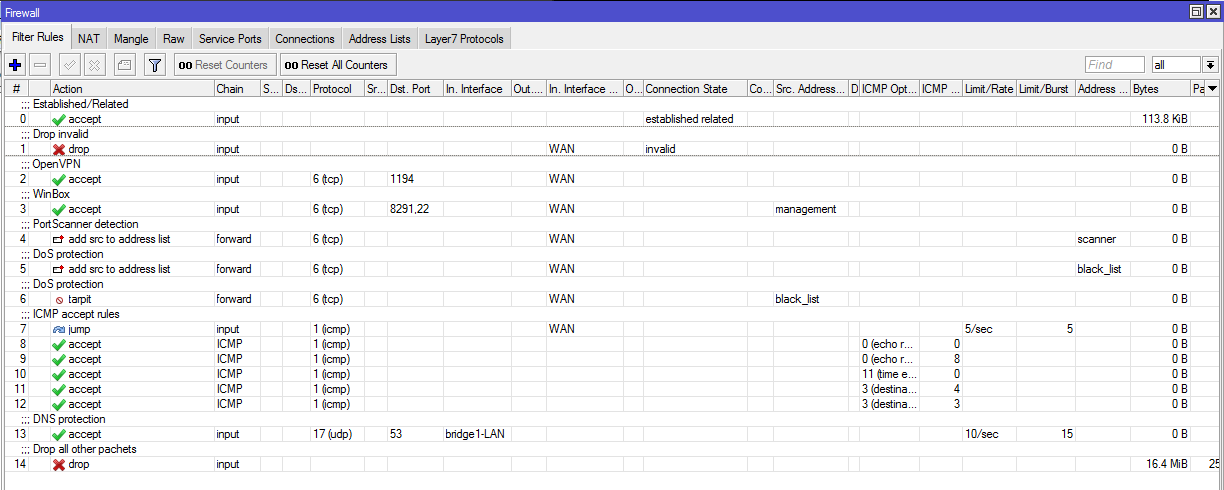 Firewall
Filter Rules NAT Mangle Raw Service Ports Connections Address Lists Layer7 Protocols
00 Reset Counters 00 Reset All Counters Find all
# Action Chain S... Ds... Protocol Sr... Dst. Port In. Interface Out.... In. Interface ... O... Connection State Co... Src. Address... D ICMP Opt... ICMP ... Limit/Rate Limit/Burst Address ... Bytes Pa
;;; Established/Related
0 accept input established related 113.8 KiB
;;; Drop invalid
1 drop input WAN invalid 0 B
;;; OpenVPN
2 accept input 6 (tcp) 1194 WAN 0 B
;;; WinBox
3 accept input 6 (tcp) 8291,22 WAN management 0 B
;;; PortScanner detection
4 add src to address list forward 6 (tcp) WAN scanner 0 B
;;; DoS protection
5 add src to address list forward 6 (tcp) WAN black_list 0 B
;;; DoS protection
6 tarpit forward 6 (tcp) WAN black_list 0 B
;;; ICMP accept rules
7 jump input 1 (icmp) WAN 5/sec 5 0 B
8 accept ICMP 1 (icmp) 0 (echo r... 0 0 B
9 accept ICMP 1 (icmp) 0 (echo r... 8 0 B
10 accept ICMP 1 (icmp) 11 (time e... 0 0 B
11 accept ICMP 1 (icmp) 3 (destina... 4 0 B
12 accept ICMP 1 (icmp) 3 (destina... 3 0 B
;;; DNS protection
13 accept input 17 (udp) 53 bridge1-LAN 10/sec 15 0 B
;;; Drop all other pachets
14 drop input 16.4 MiB 25